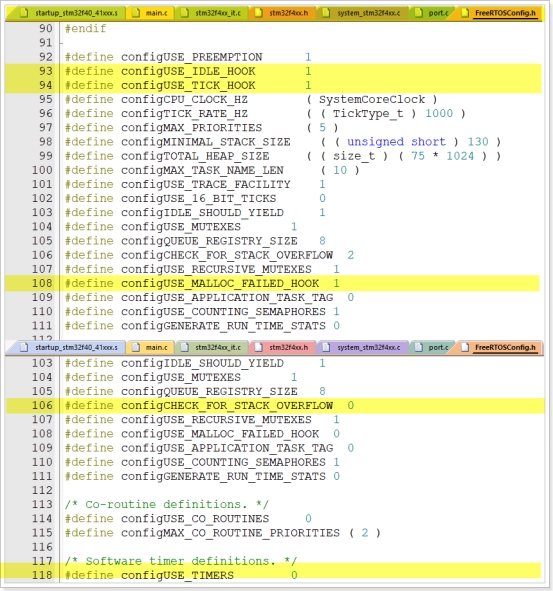 startup_stm32f40_41xxx.s main.c stm32f4xx_it.c stm32f4xx.h system_stm32f4xx.c port.c FreeRTOSConfig.h
90 #endif
91
92 #define configUSE_PREEMPTION 1
93 #define configUSE_IDLE_HOOK 1
94 #define configUSE_TICK_HOOK 1
95 #define configCPU_CLOCK_HZ ( SystemCoreClock )
96 #define configTICK_RATE_HZ ( ( TickType_t ) 1000 )
97 #define configMAX_PRIORITIES ( 5 )
98 #define configMINIMAL_STACK_SIZE ( ( unsigned short ) 130 )
99 #define configTOTAL_HEAP_SIZE ( ( size_t ) ( 75 * 1024 ) )
100 #define configMAX_TASK_NAME_LEN ( 10 )
101 #define configUSE_TRACE_FACILITY 1
102 #define configUSE_16_BIT_TICKS 0
103 #define configIDLE_SHOULD_YIELD 1
104 #define configUSE_MUTEXES 1
105 #define configQUEUE_REGISTRY_SIZE 8
106 #define configCHECK_FOR_STACK_OVERFLOW 2
107 #define configUSE_RECURSIVE_MUTEXES 1
108 #define configUSE_MALLOC_FAILED_HOOK 1
109 #define configUSE_APPLICATION_TASK_TAG 0
110 #define configUSE_COUNTING_SEMAPHORES 1
111 #define configGENERATE_RUN_TIME_STATS 0
112
startup_stm32f40_41xxx.s main.c stm32f4xx_it.c stm32f4xx.h system_stm32f4xx.c port.c FreeRTOSConfig.h
103 #define configIDLE_SHOULD_YIELD 1
104 #define configUSE_MUTEXES 1
105 #define configQUEUE_REGISTRY_SIZE 8
106 #define configCHECK_FOR_STACK_OVERFLOW 0
107 #define configUSE_RECURSIVE_MUTEXES 1
108 #define configUSE_MALLOC_FAILED_HOOK 0
109 #define configUSE_APPLICATION_TASK_TAG 0
110 #define configUSE_COUNTING_SEMAPHORES 1
111 #define configGENERATE_RUN_TIME_STATS 0
112
113 /* Co-routine definitions. */
114 #define configUSE_CO_ROUTINES 0
115 #define configMAX_CO_ROUTINE_PRIORITIES ( 2 )
116
117 /* Software timer definitions. */
118 #define configUSE_TIMERS 0